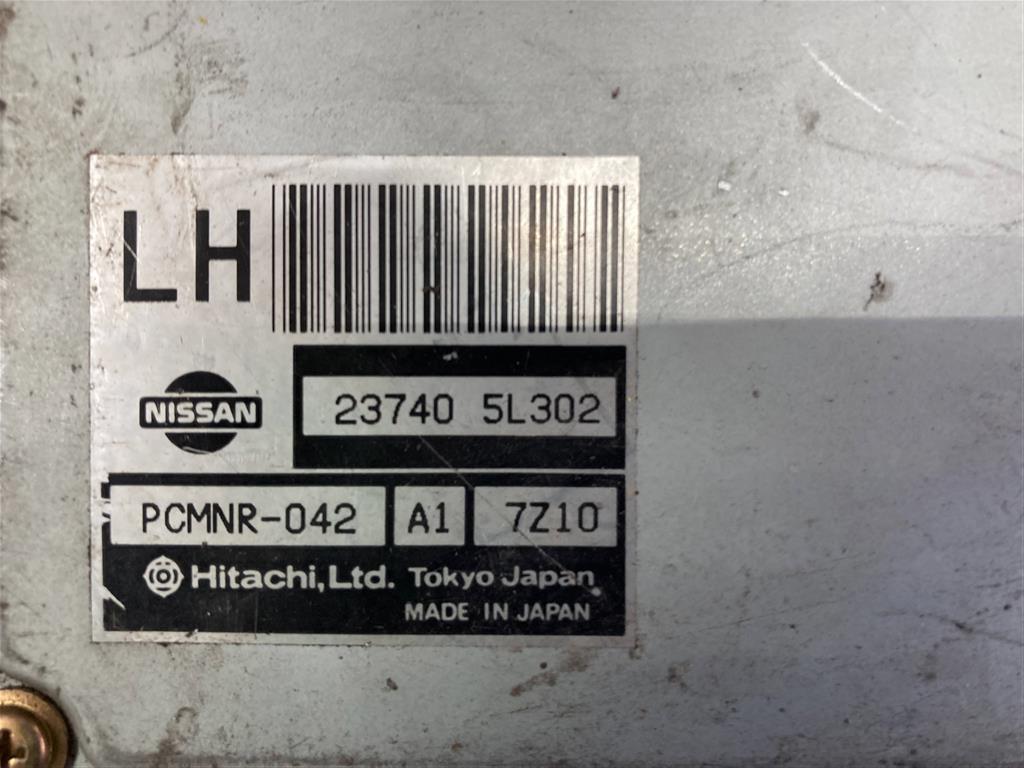 LH
NISSAN
23740 5L302
PCMNR-042 A1 7Z10
Hitachi, Ltd. Tokyo Japan
MADE IN JAPAN